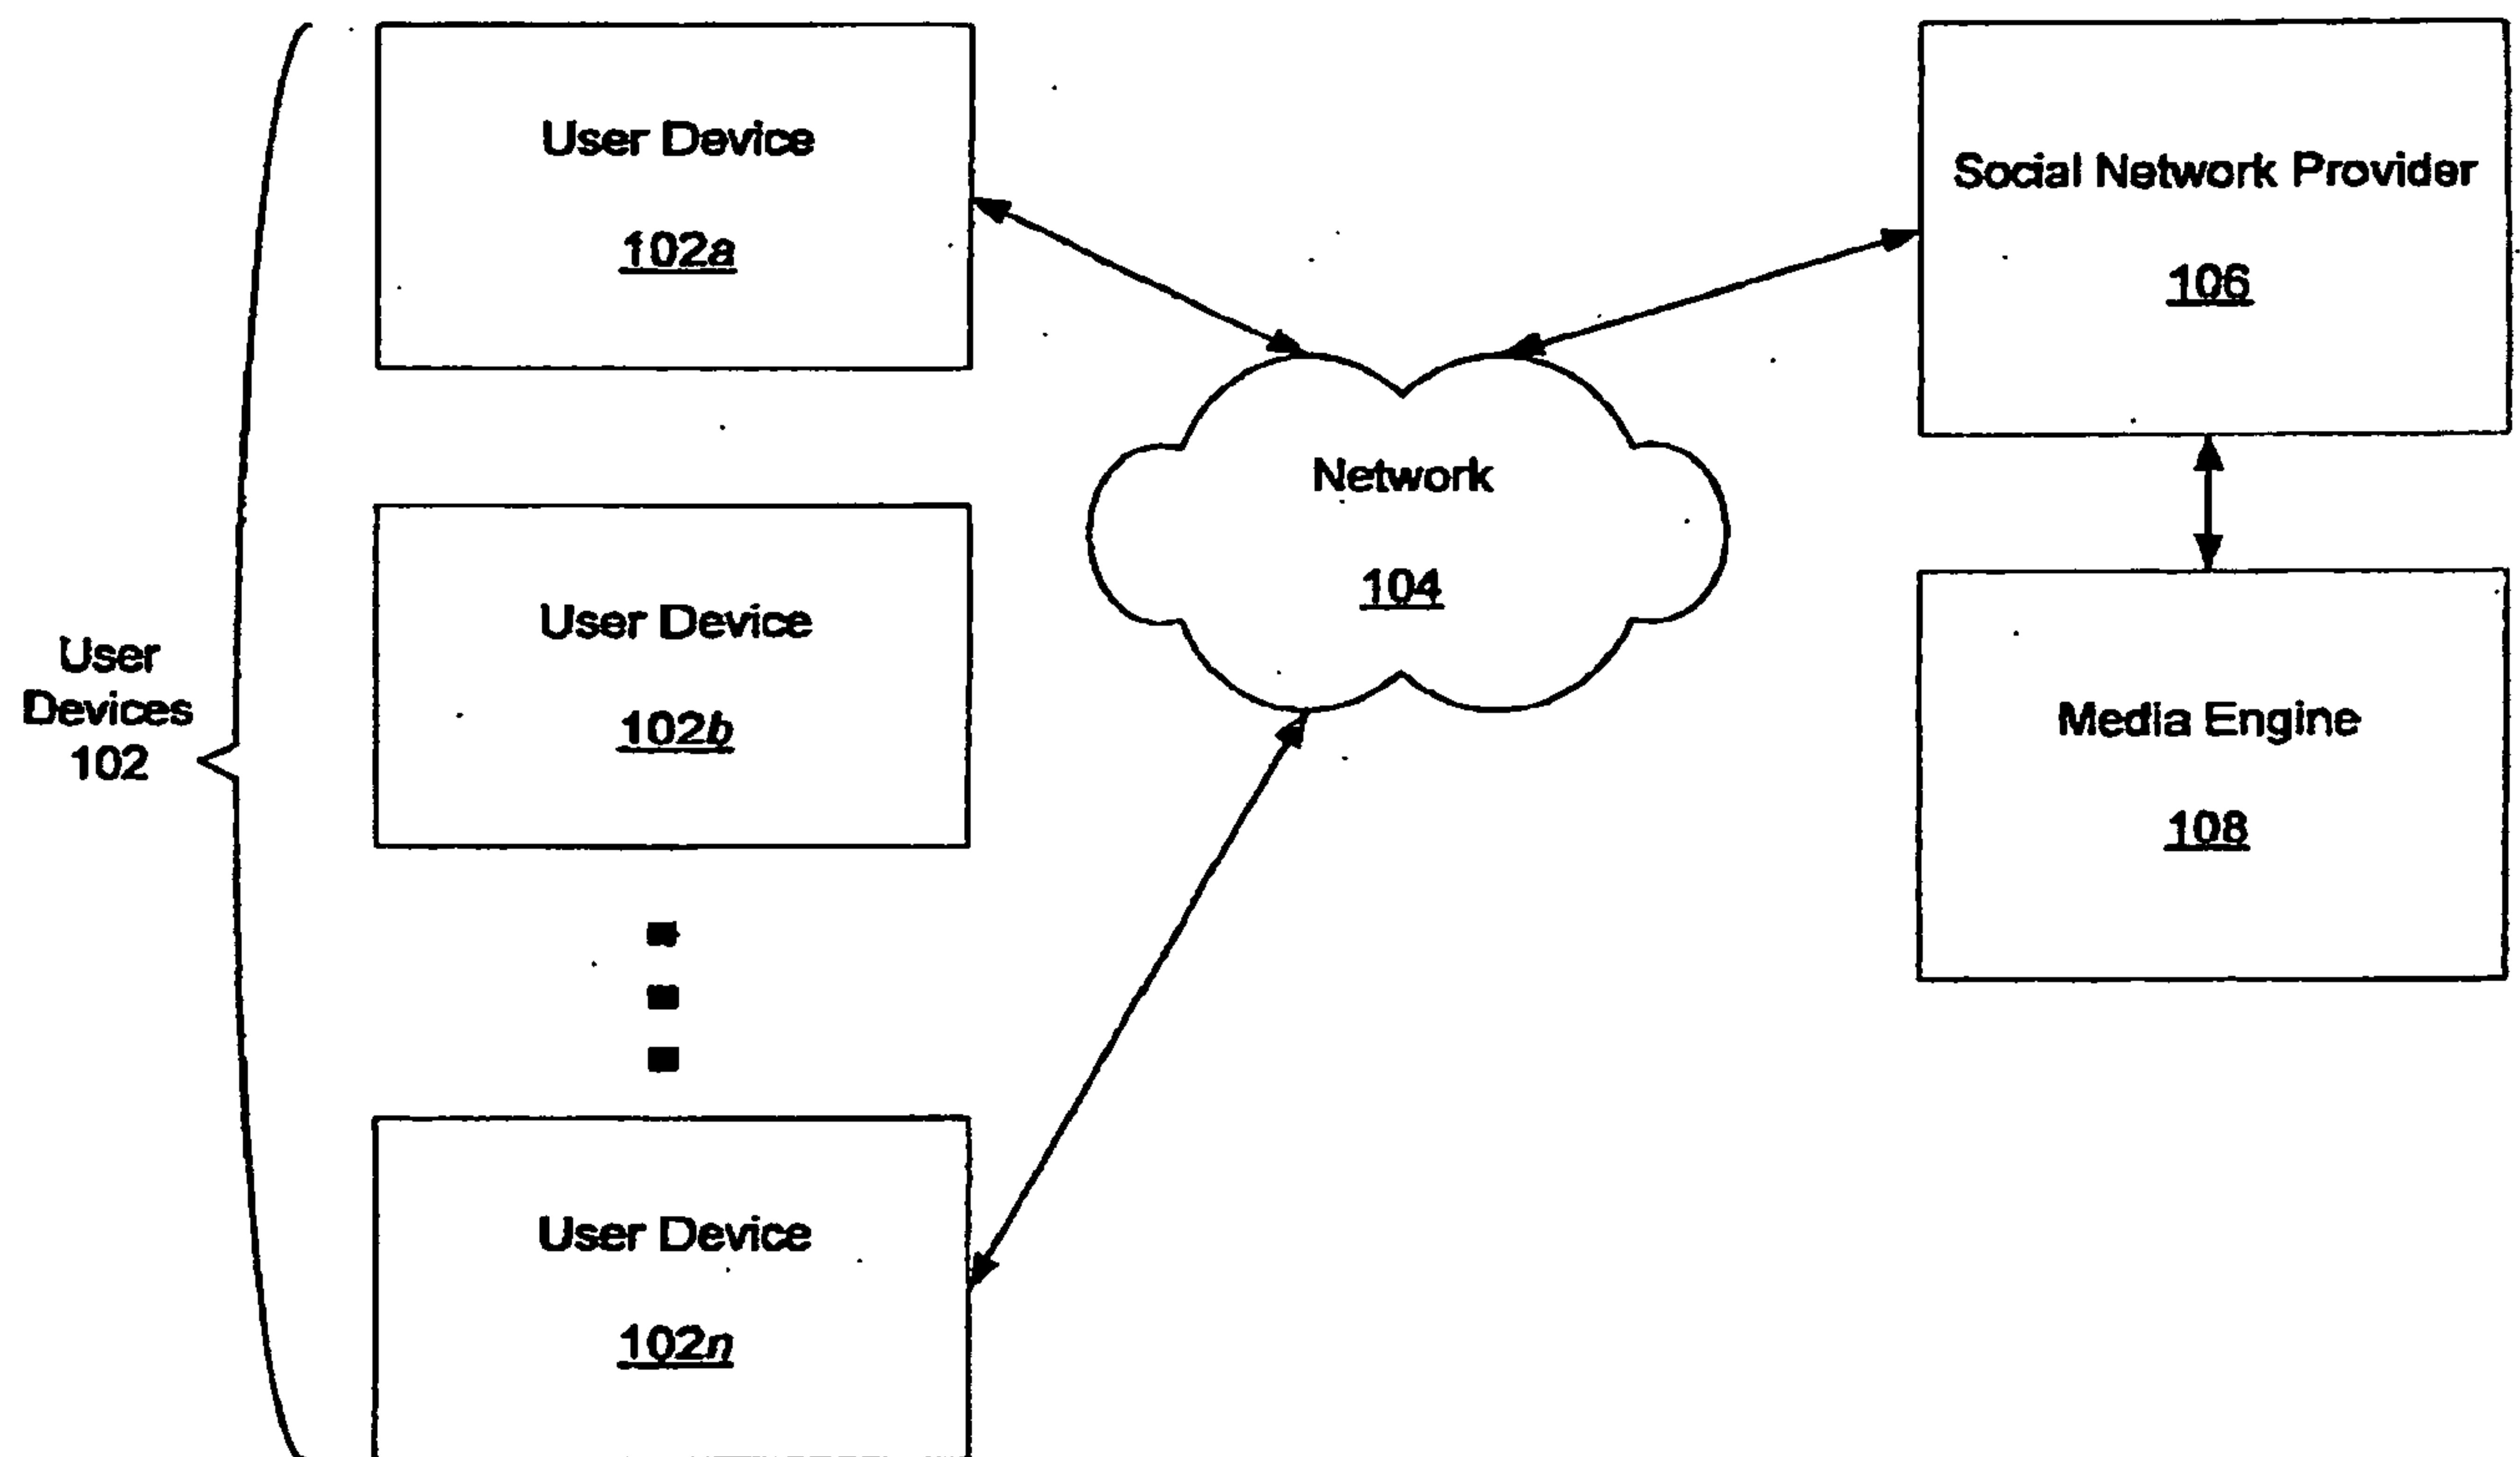 User Device
102a
Social Network Provider
106
Network
104
User Device
102b
User
Devices
102
Media Engine
108
User Device
102n